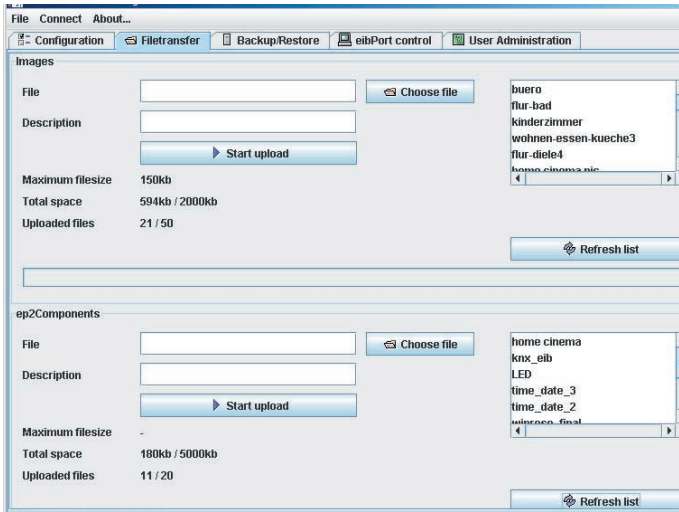 File Connect About...
Configuration Filetransfer Backup/Restore eibPort control User Administration
Images
File Choose file
Description
Start upload
Maximum filesize 150kb
Total space 594kb / 2000kb
Uploaded files 21 / 50
buero
flur-bad
kinderzimmer
wohnen-essen-kueche3
flur-diele4
home cinema pic
Refresh list
ep2Components
File Choose file
Description
Start upload
Maximum filesize -
Total space 180kb / 5000kb
Uploaded files 11 / 20
home cinema
knx_eib
LED
time_date_3
time_date_2
Refresh list